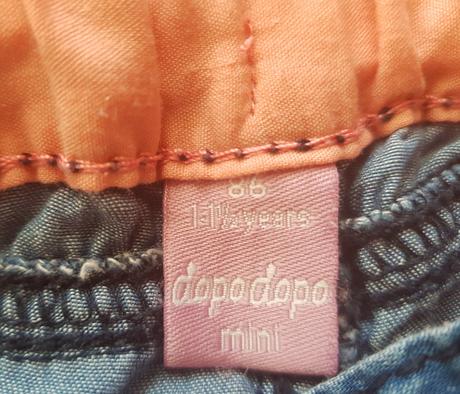 86
1-1½ years
dopodopo
mini